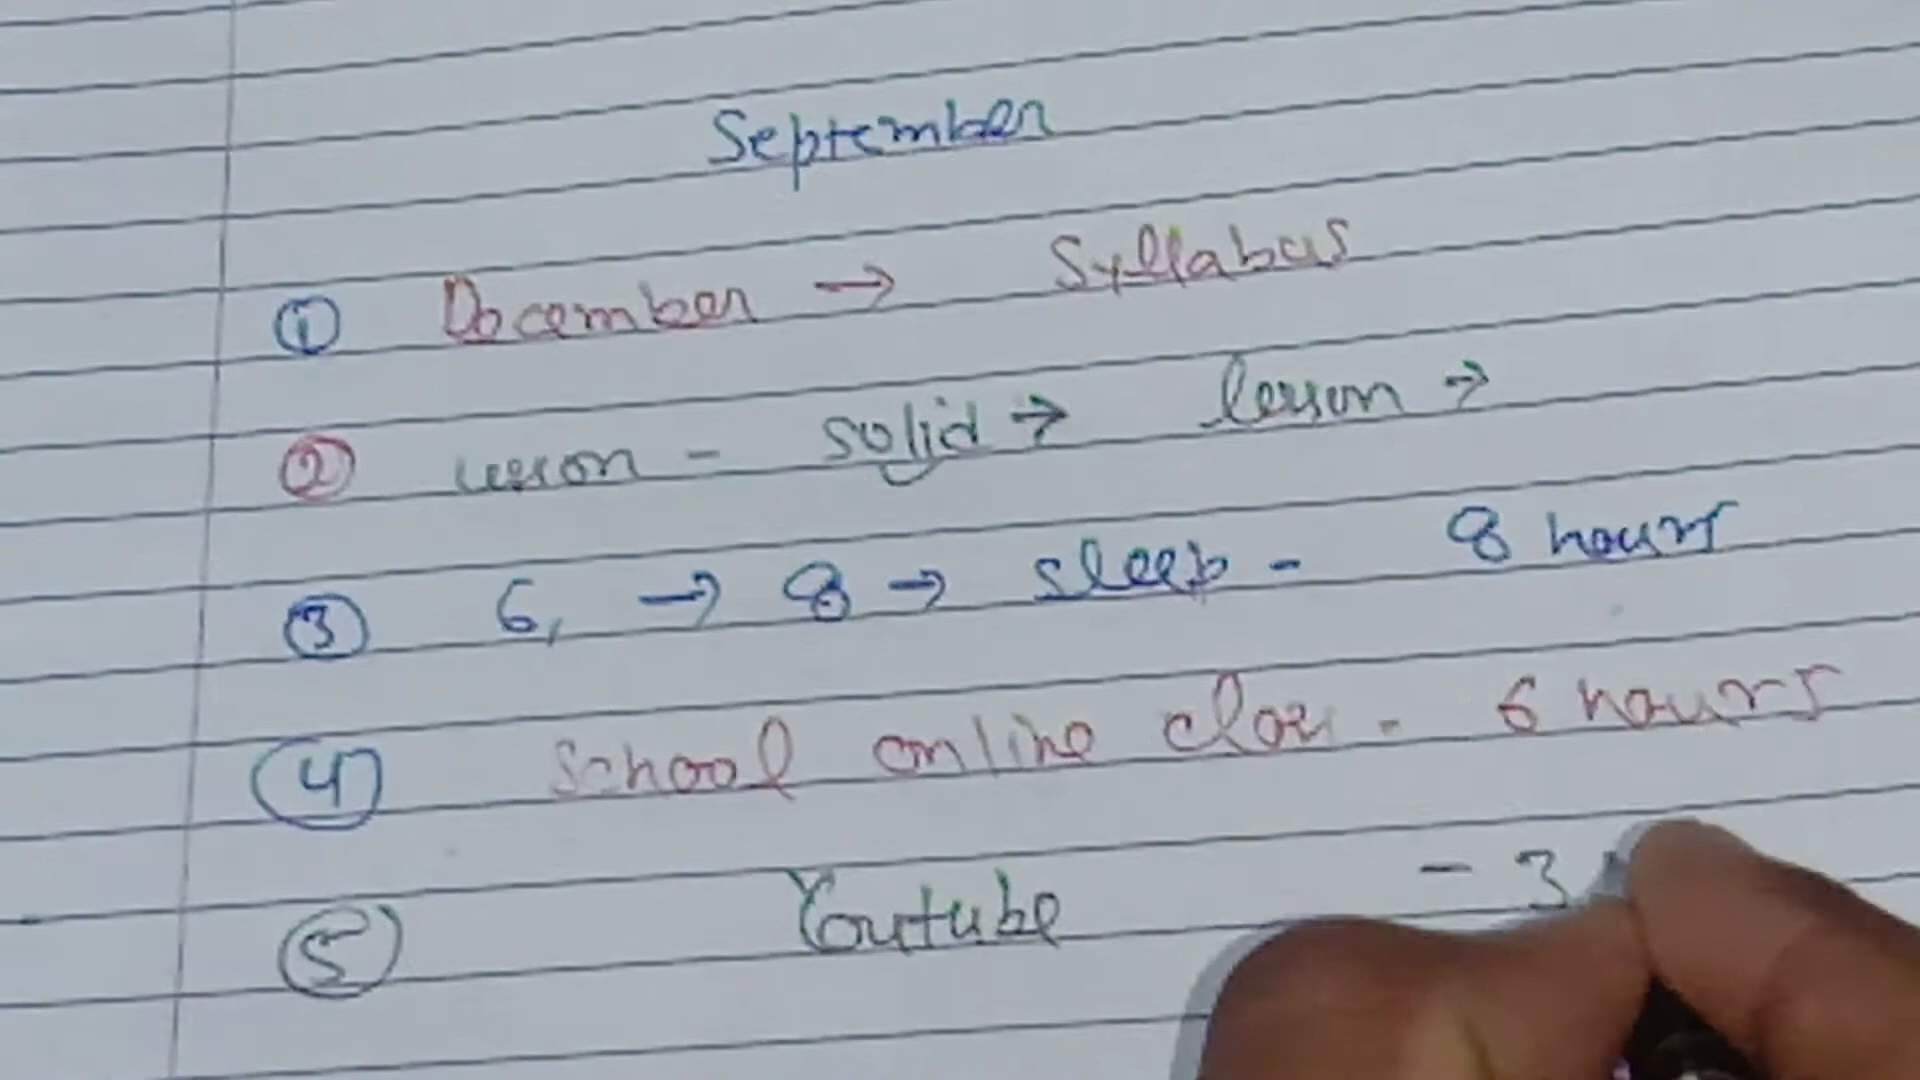 September
① December → Syllabus
② lesson - solid → lesson →
③ 6, → 8 → sleep - 8 hours
④ School online class - 6 hours
⑤ Youtube - 3